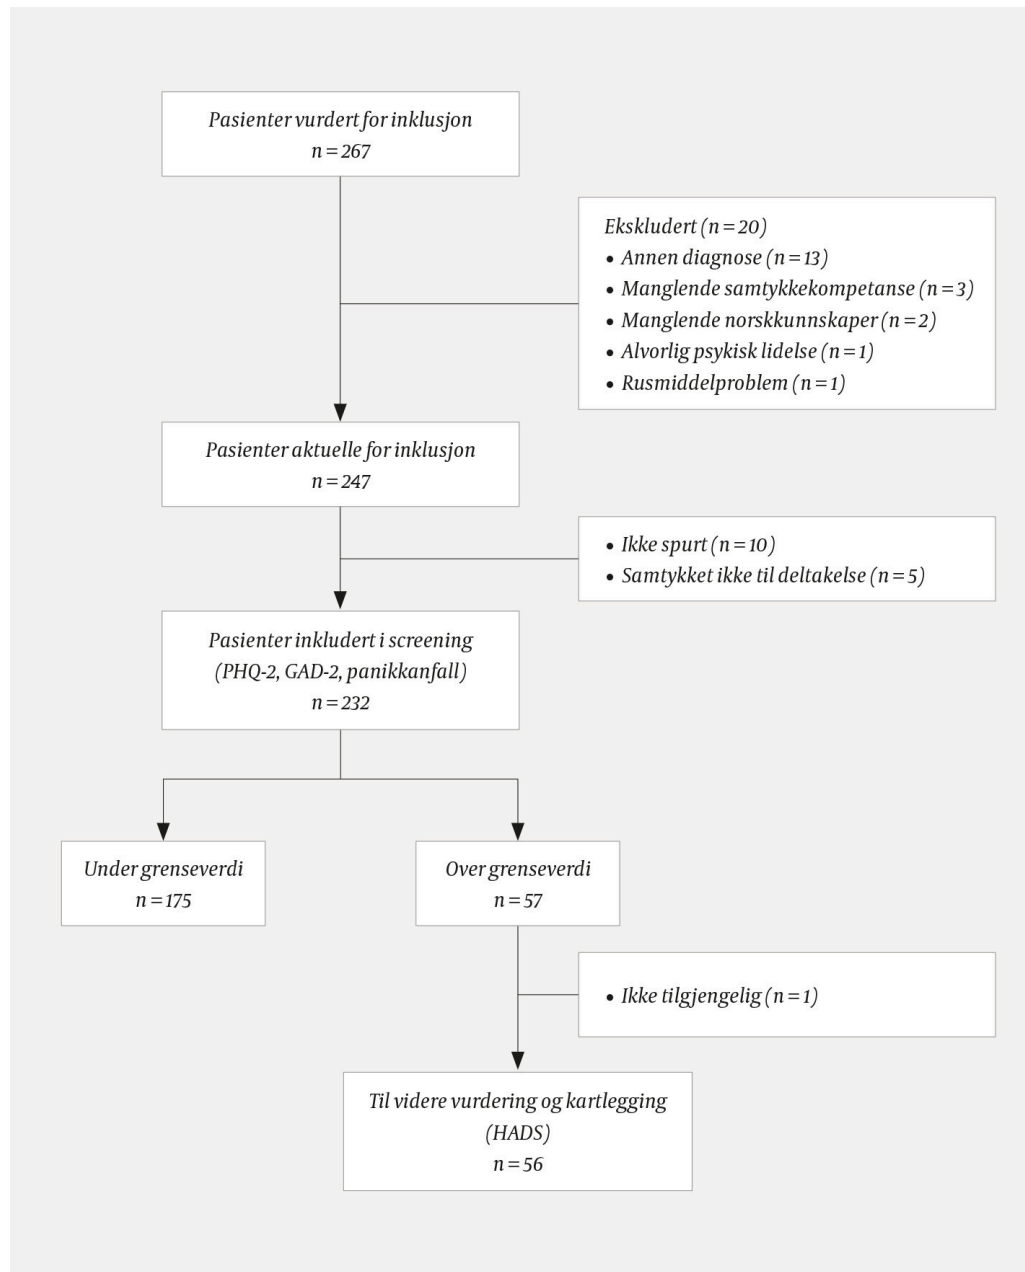 Pasienter vurdert for inklusjon
n = 267
Ekskludert (n = 20)
• Annen diagnose (n = 13)
• Manglende samtykkekompetanse (n = 3)
• Manglende norskkunnskaper (n = 2)
• Alvorlig psykisk lidelse (n = 1)
• Rusmiddelproblem (n = 1)
Pasienter aktuelle for inklusjon
n = 247
• Ikke spurt (n = 10)
• Samtykket ikke til deltakelse (n = 5)
Pasienter inkludert i screening
(PHQ-2, GAD-2, panikkanfall)
n = 232
Under grenseverdi
n = 175
Over grenseverdi
n = 57
• Ikke tilgjengelig (n = 1)
Til videre vurdering og kartlegging
(HADS)
n = 56